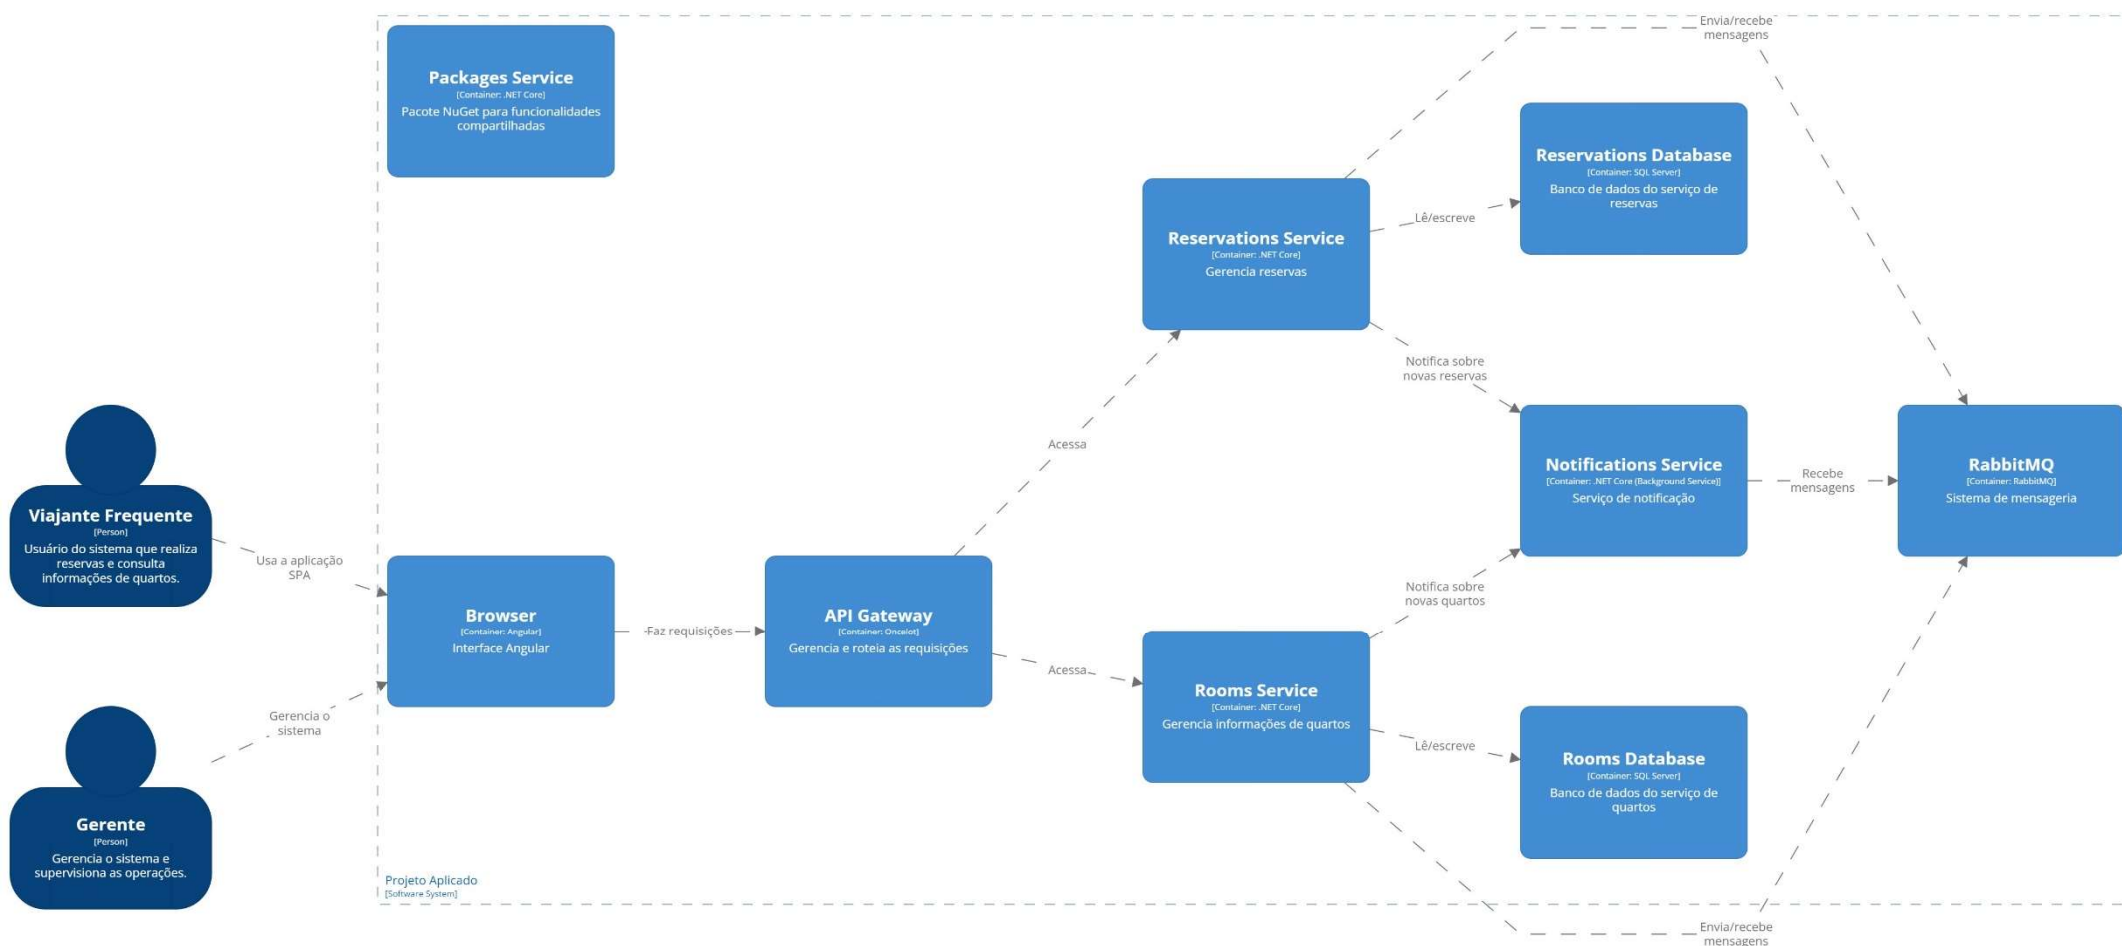 Envia/recebe
mensagens
Packages Service
[Container: .NET Core]
Pacote NuGet para funcionalidades
compartilhadas
Reservations Database
[Container: SQL Server]
Banco de dados do serviço de
reservas
Lê/escreve
Reservations Service
[Container: .NET Core]
Gerencia reservas
Notifica sobre
novas reservas
Acessa
Notifications Service
[Container: .NET Core (Background Service)]
Serviço de notificação
Recebe
mensagens
RabbitMQ
[Container: RabbitMQ]
Sistema de mensageria
Viajante Frequente
[Person]
Usuário do sistema que realiza
reservas e consulta
informações de quartos.
Usa a aplicação
SPA
Browser
[Container: Angular]
Interface Angular
Faz requisições
API Gateway
[Container: Oncelot]
Gerencia e roteia as requisições
Notifica sobre
novas quartos
Acessa
Rooms Service
[Container: .NET Core]
Gerencia informações de quartos
Gerencia o
sistema
Lê/escreve
Rooms Database
[Container: SQL Server]
Banco de dados do serviço de
quartos
Gerente
[Person]
Gerencia o sistema e
supervisiona as operações.
Projeto Aplicado
[Software System]
Envia/recebe
mensagens